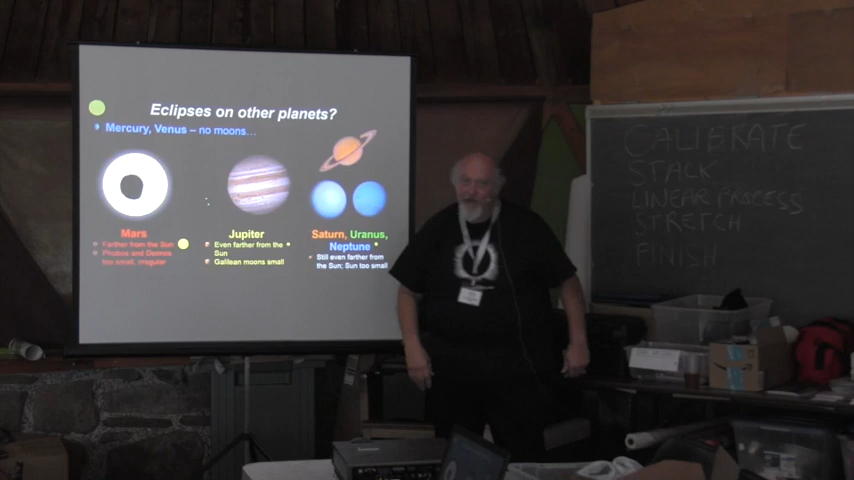 Eclipses on other planets?
Mercury, Venus – no moons…
Mars
Farther from the Sun
Phobos and Deimos
too small, irregular
Jupiter
Even farther from the
Sun
Galilean moons small
Saturn, Uranus,
Neptune
Still even farther from
the Sun; Sun too small
CALIBRATE
STACK
LINEAR PROCESS
STRETCH
FINISH